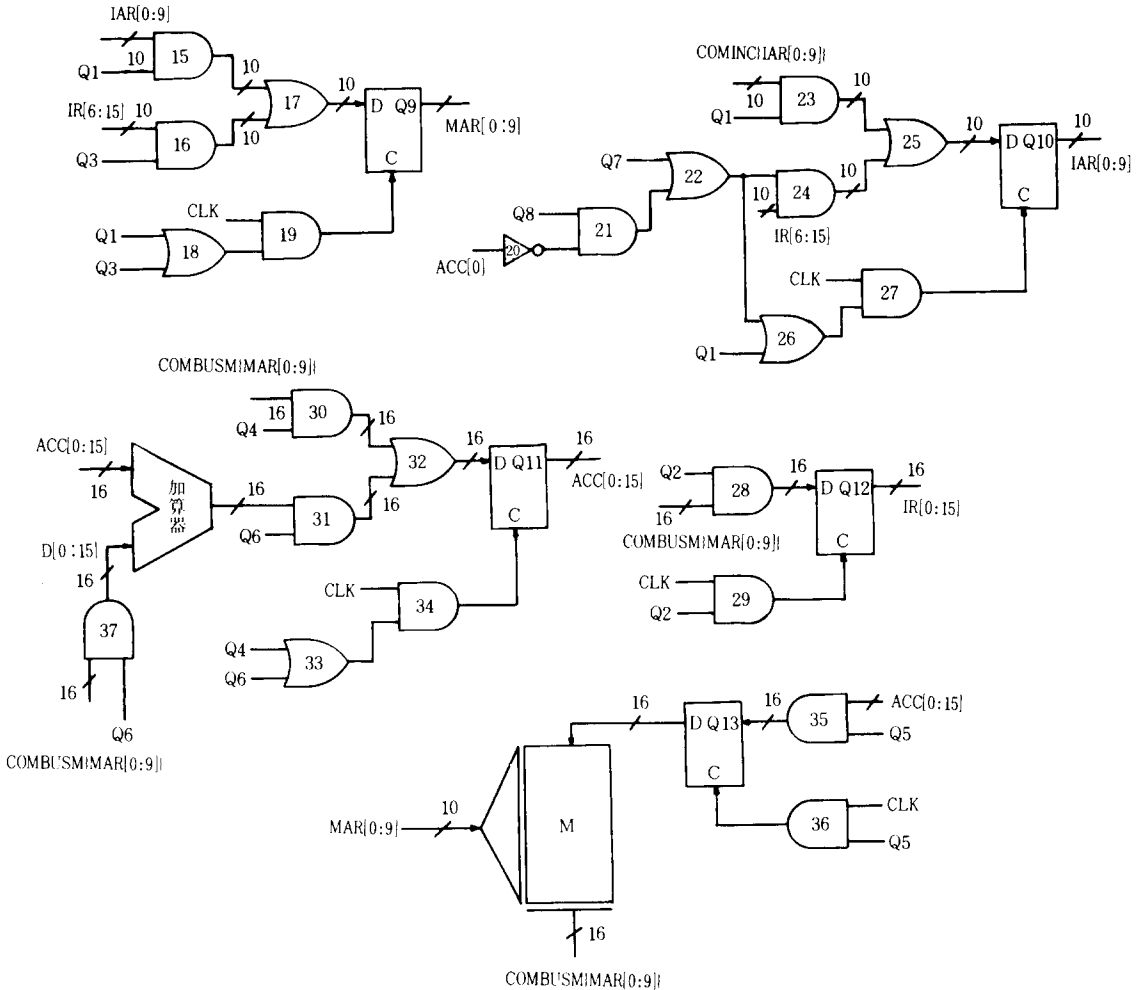 IAR[0:9]
10
Q1
15
10
IR[6:15]
10
Q3
16
10
17
10
D Q9
C
MAR[0:9]
CLK
Q1
Q3
18
19
COMINC{IAR[0:9]}
10
Q1
23
10
Q7
22
Q8
21
ACC[0]
20
10
24
10
IR[6:15]
25
10
D Q10
C
10
IAR[0:9]
CLK
27
26
Q1
COMBUSM{MAR[0:9]}
16
Q4
30
16
ACC[0:15]
16
加算器
16
31
16
Q6
32
16
D Q11
C
16
ACC[0:15]
D[0:15]
16
37
16
Q6
COMBUSM{MAR[0:9]}
CLK
34
Q4
Q6
33
Q2
28
16
16
COMBUSM{MAR[0:9]}
D Q12
C
16
IR[0:15]
CLK
Q2
29
16
D Q13
C
16
35
ACC[0:15]
Q5
36
CLK
Q5
MAR[0:9]
10
M
16
COMBUSM{MAR[0:9]}